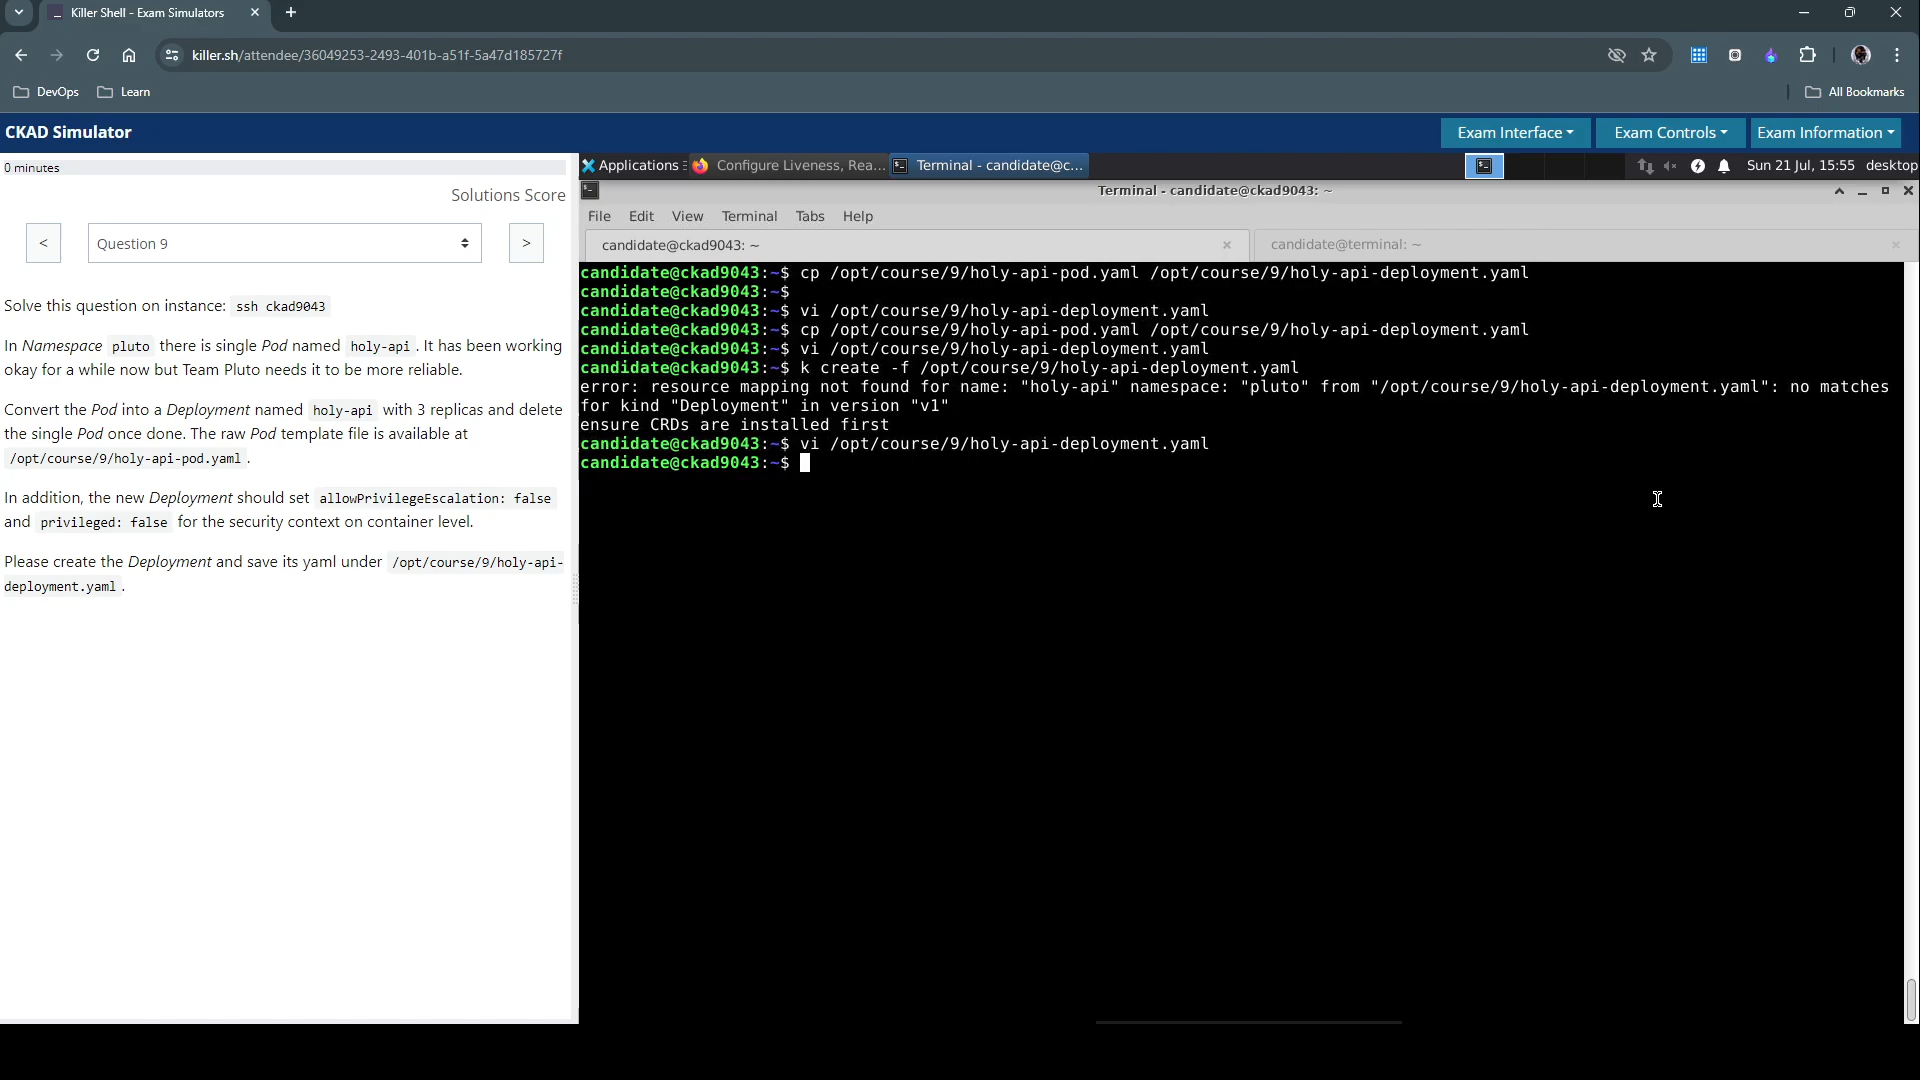 Killer Shell - Exam Simulators
killer.sh/attendee/36049253-2493-401b-a51f-5a47d185727f
DevOps Learn All Bookmarks
CKAD Simulator
Exam Interface Exam Controls Exam Information
0 minutes
Solutions Score
< Question 9 >
Solve this question on instance: ssh ckad9043
In Namespace pluto there is single Pod named holy-api . It has been working
okay for a while now but Team Pluto needs it to be more reliable.
Convert the Pod into a Deployment named holy-api with 3 replicas and delete
the single Pod once done. The raw Pod template file is available at
/opt/course/9/holy-api-pod.yaml .
In addition, the new Deployment should set allowPrivilegeEscalation: false
and privileged: false for the security context on container level.
Please create the Deployment and save its yaml under /opt/course/9/holy-api-
deployment.yaml .
Applications Configure Liveness, Rea... Terminal - candidate@c... Sun 21 Jul, 15:55 desktop
Terminal - candidate@ckad9043: ~
File Edit View Terminal Tabs Help
candidate@ckad9043: ~ candidate@terminal: ~
candidate@ckad9043:~$ cp /opt/course/9/holy-api-pod.yaml /opt/course/9/holy-api-deployment.yaml
candidate@ckad9043:~$
candidate@ckad9043:~$ vi /opt/course/9/holy-api-deployment.yaml
candidate@ckad9043:~$ cp /opt/course/9/holy-api-pod.yaml /opt/course/9/holy-api-deployment.yaml
candidate@ckad9043:~$ vi /opt/course/9/holy-api-deployment.yaml
candidate@ckad9043:~$ k create -f /opt/course/9/holy-api-deployment.yaml
error: resource mapping not found for name: "holy-api" namespace: "pluto" from "/opt/course/9/holy-api-deployment.yaml": no matches
for kind "Deployment" in version "v1"
ensure CRDs are installed first
candidate@ckad9043:~$ vi /opt/course/9/holy-api-deployment.yaml
candidate@ckad9043:~$